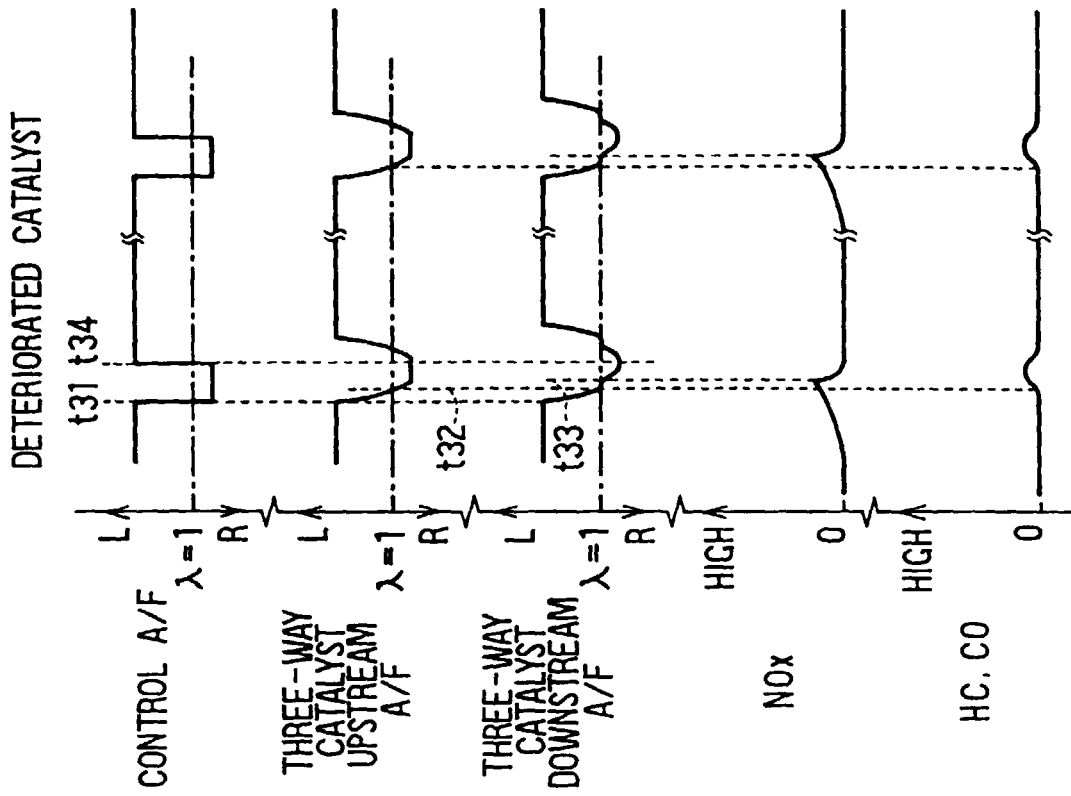 DETERIORATED CATALYST
t31 t34
CONTROL A/F
L
λ=1
R
THREE-WAY
CATALYST
UPSTREAM
A/F
L
λ=1
R
t32
THREE-WAY
CATALYST
DOWNSTREAM
A/F
L
λ=1
R
t33
NOx
HIGH
0
HC, CO
HIGH
0